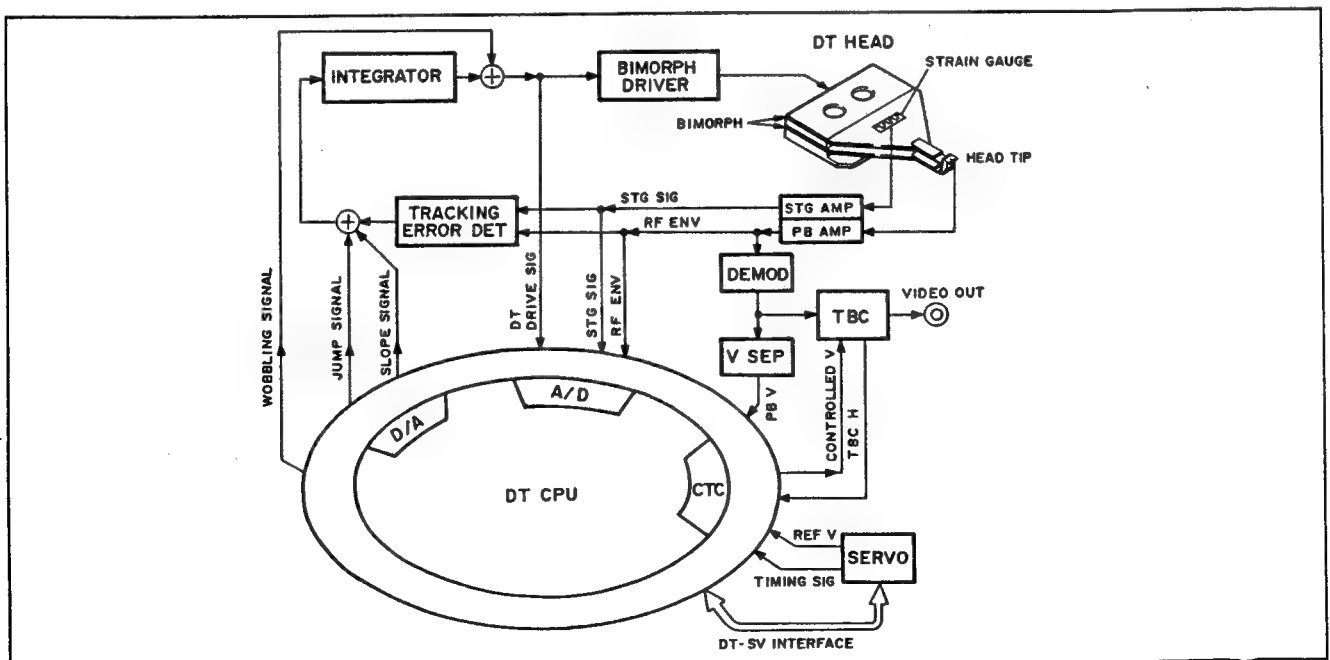 DT HEAD
STRAIN GAUGE
INTEGRATOR
+
BIMORPH
DRIVER
BIMORPH
HEAD TIP
STG SIG
STG AMP
TRACKING
ERROR DET
RF ENV
PB AMP
+
DEMOD
VIDEO OUT
TBC
V SEP
WOBBLING SIGNAL
JUMP SIGNAL
SLOPE SIGNAL
DT
DRIVE SIG
STG SIG
RF ENV
PB V
CONTROLLED V
TBC H
D/A
A/D
CTC
DT CPU
REF V
SERVO
TIMING SIG
DT-SV INTERFACE